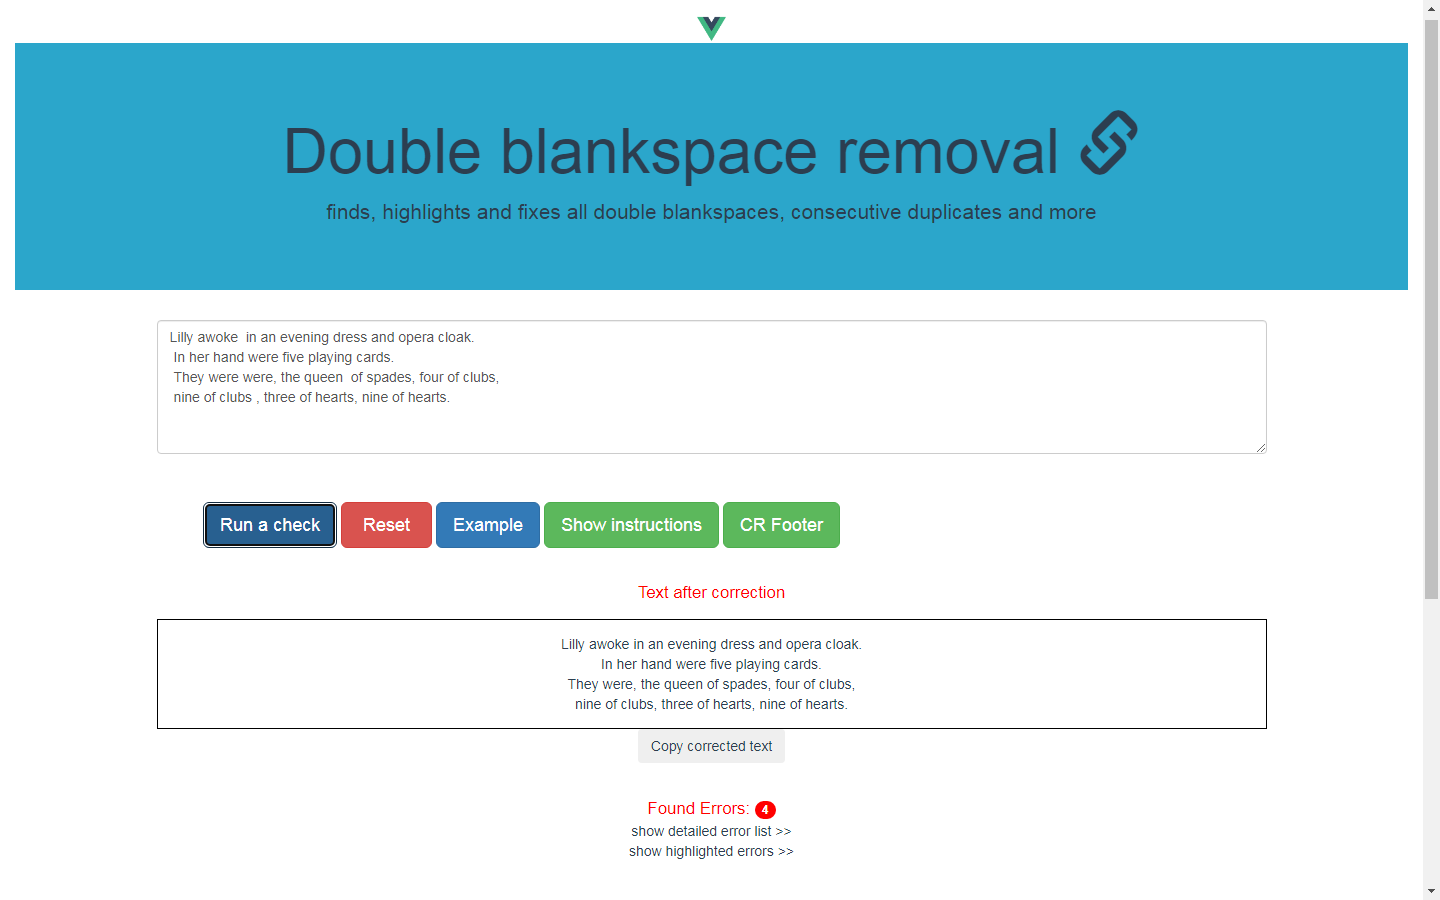 Double blankspace removal
finds, highlights and fixes all double blankspaces, consecutive duplicates and more
Lilly awoke  in an evening dress and opera cloak.
 In her hand were five playing cards.
 They were were, the queen  of spades, four of clubs,
 nine of clubs , three of hearts, nine of hearts.
Run a check Reset Example Show instructions CR Footer
Text after correction
Lilly awoke in an evening dress and opera cloak.
In her hand were five playing cards.
They were, the queen of spades, four of clubs,
nine of clubs, three of hearts, nine of hearts.
Copy corrected text
Found Errors: 4
show detailed error list >>
show highlighted errors >>